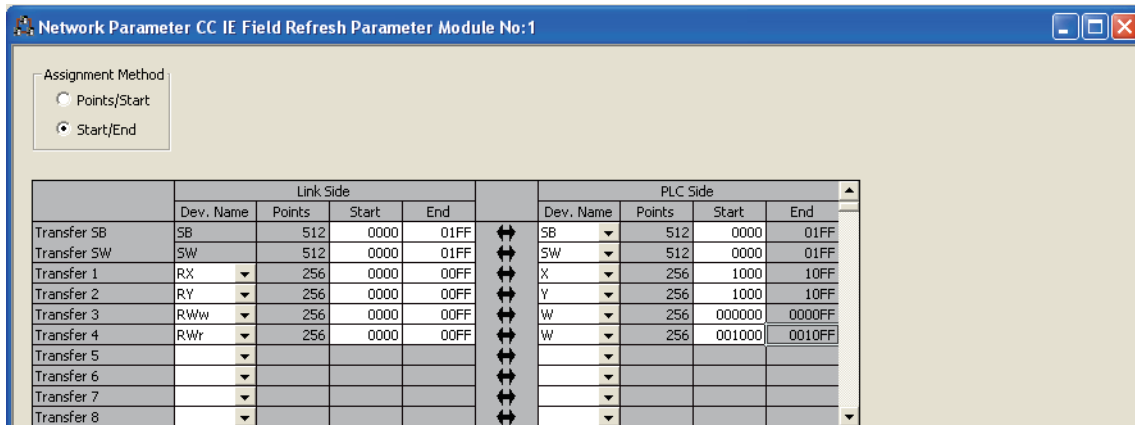 Network Parameter CC IE Field Refresh Parameter Module No:1
Assignment Method
Points/Start
Start/End
Link Side PLC Side
Dev. Name Points Start End Dev. Name Points Start End
Transfer SB SB 512 0000 01FF SB 512 0000 01FF
Transfer SW SW 512 0000 01FF SW 512 0000 01FF
Transfer 1 RX 256 0000 00FF X 256 1000 10FF
Transfer 2 RY 256 0000 00FF Y 256 1000 10FF
Transfer 3 RWw 256 0000 00FF W 256 000000 0000FF
Transfer 4 RWr 256 0000 00FF W 256 001000 0010FF
Transfer 5
Transfer 6
Transfer 7
Transfer 8